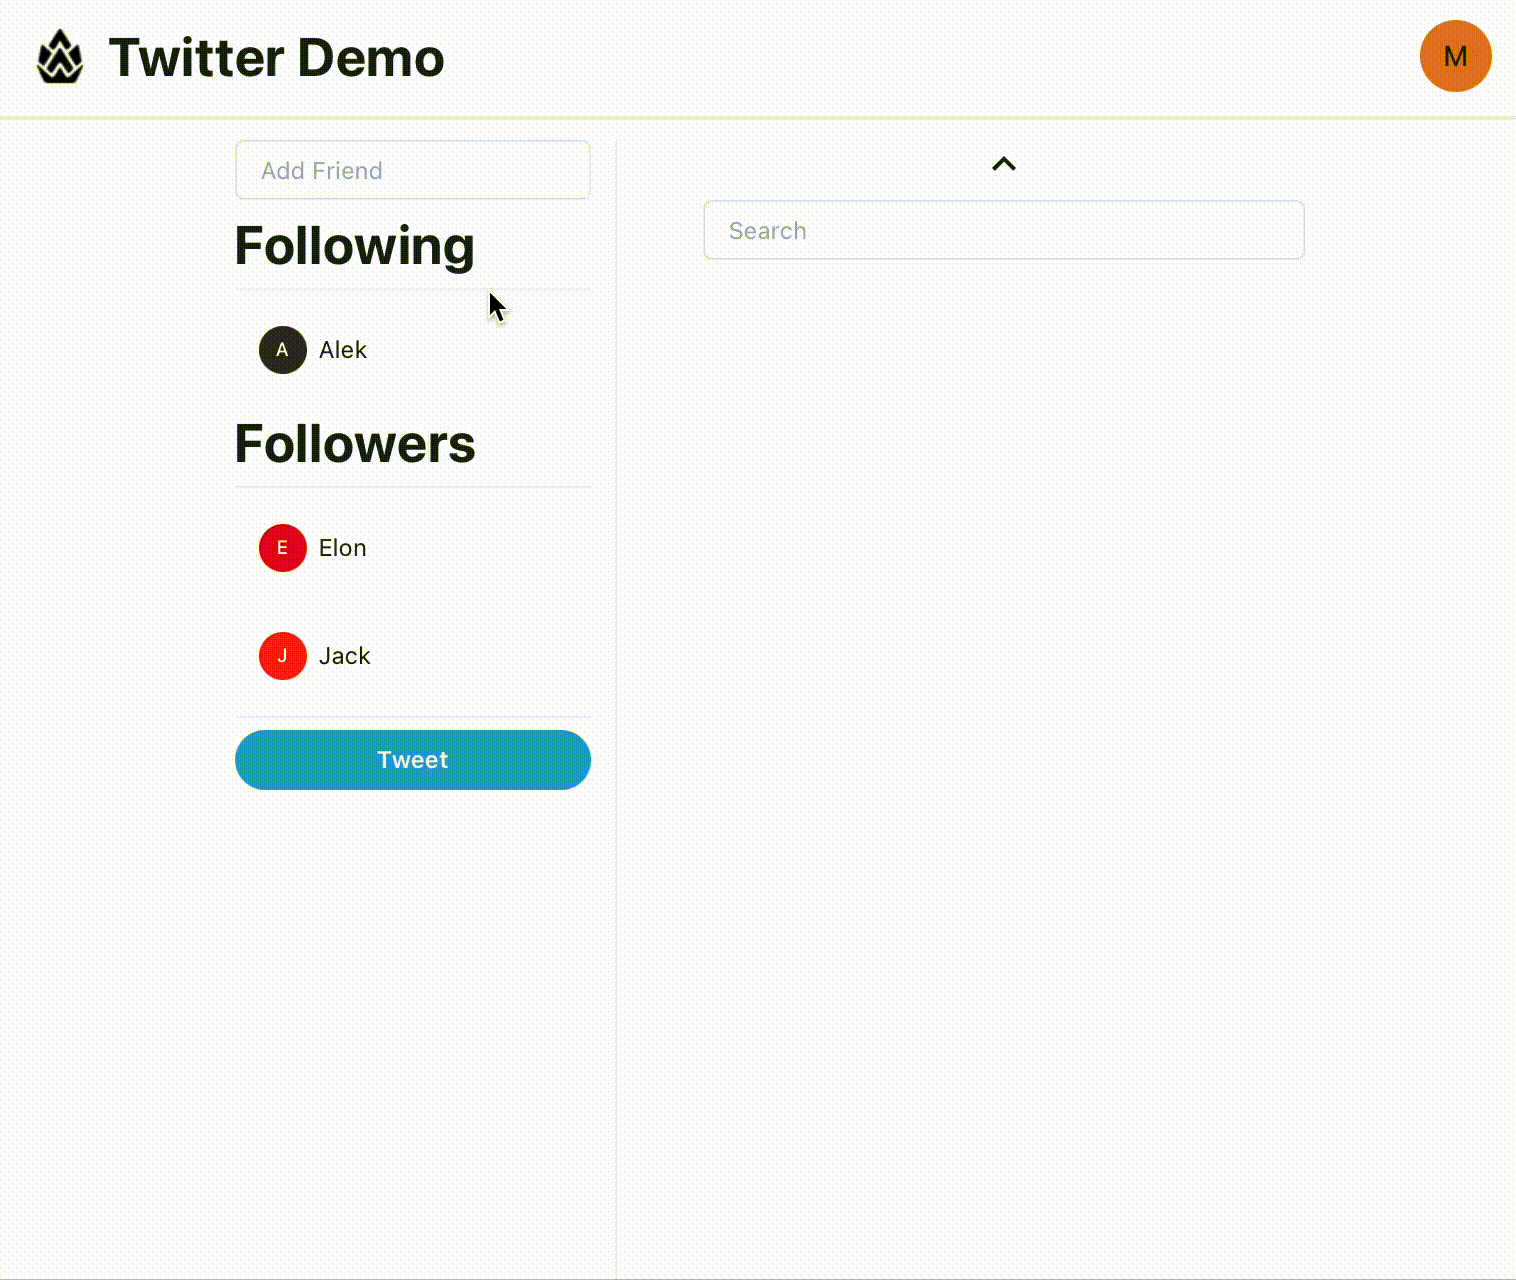 Twitter Demo
M
Add Friend
Following
A Alek
Followers
E Elon
J Jack
Tweet
Search